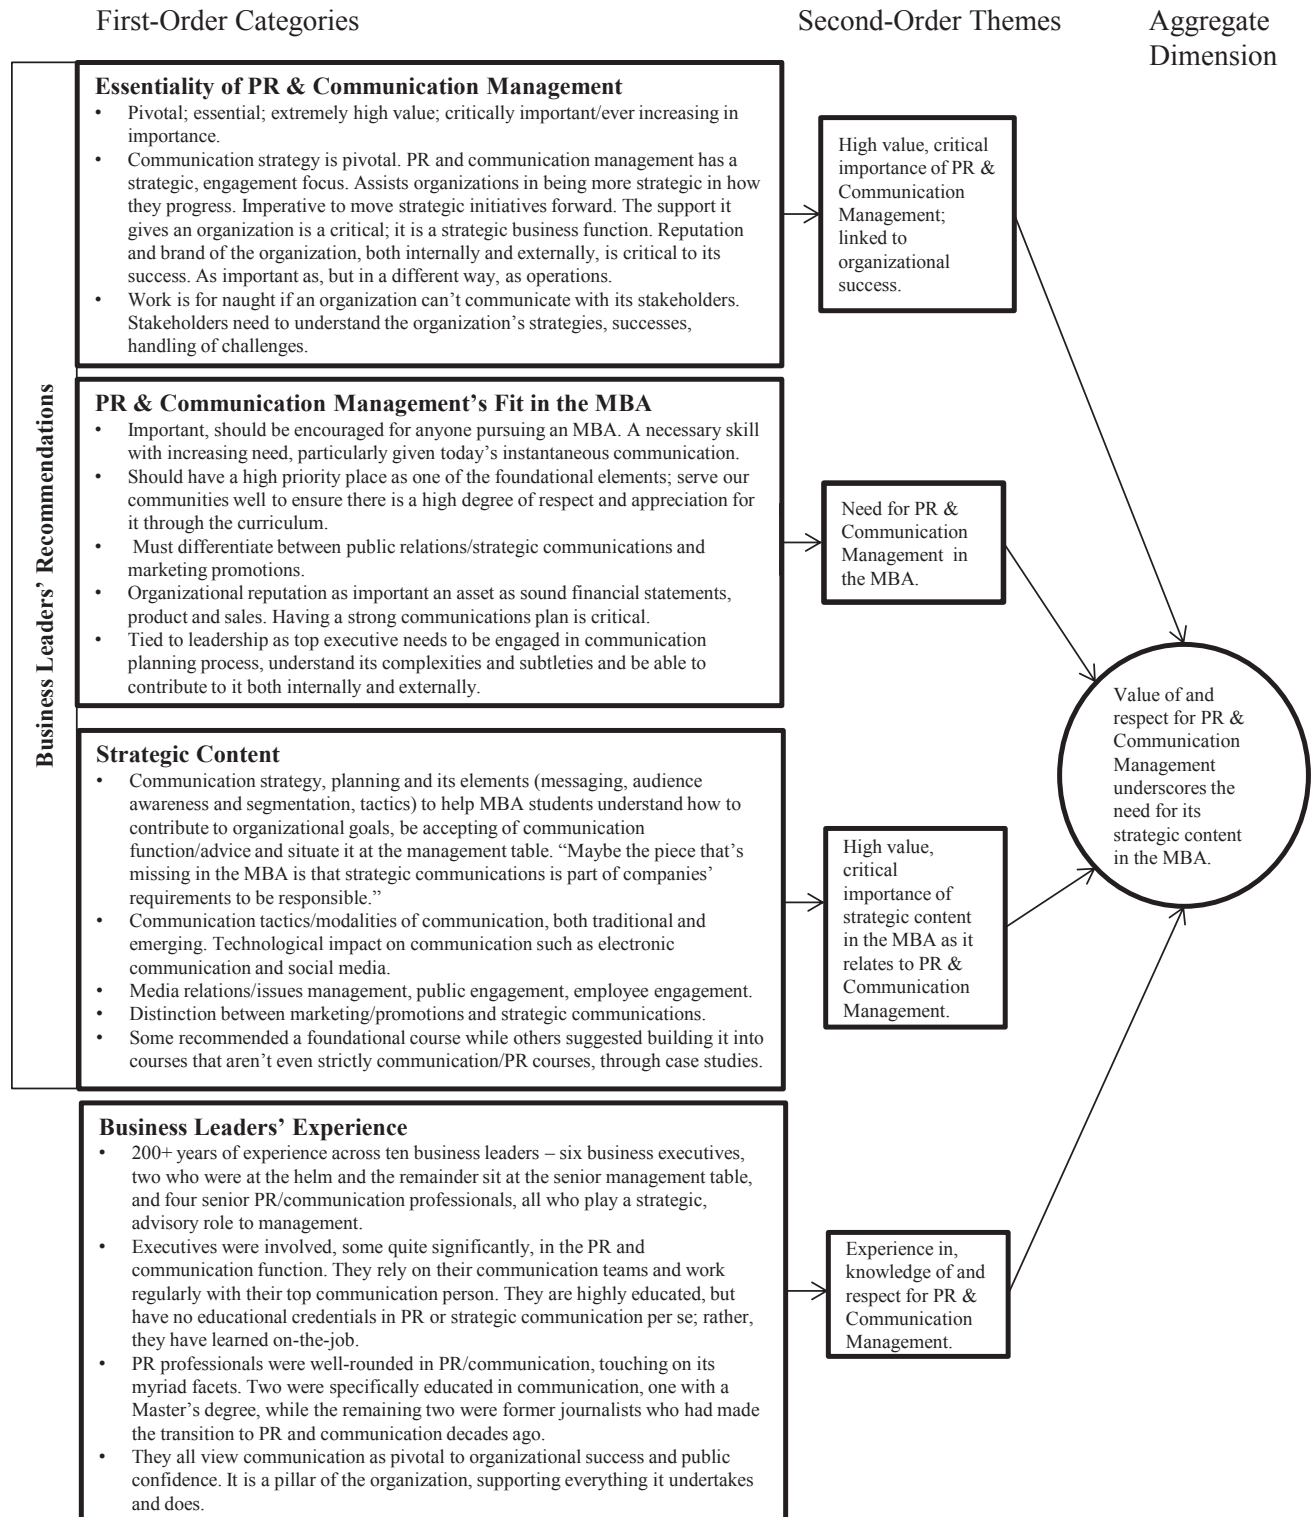 First-Order Categories
Second-Order Themes
Aggregate
Dimension
Business Leaders' Recommendations
Essentiality of PR & Communication Management
• Pivotal; essential; extremely high value; critically important/ever increasing in
importance.
• Communication strategy is pivotal. PR and communication management has a
strategic, engagement focus. Assists organizations in being more strategic in how
they progress. Imperative to move strategic initiatives forward. The support it
gives an organization is a critical; it is a strategic business function. Reputation
and brand of the organization, both internally and externally, is critical to its
success. As important as, but in a different way, as operations.
• Work is for naught if an organization can't communicate with its stakeholders.
Stakeholders need to understand the organization's strategies, successes,
handling of challenges.
High value, critical
importance of PR &
Communication
Management;
linked to
organizational
success.
PR & Communication Management's Fit in the MBA
• Important, should be encouraged for anyone pursuing an MBA. A necessary skill
with increasing need, particularly given today's instantaneous communication.
• Should have a high priority place as one of the foundational elements; serve our
communities well to ensure there is a high degree of respect and appreciation for
it through the curriculum.
• Must differentiate between public relations/strategic communications and
marketing promotions.
• Organizational reputation as important an asset as sound financial statements,
product and sales. Having a strong communications plan is critical.
• Tied to leadership as top executive needs to be engaged in communication
planning process, understand its complexities and subtleties and be able to
contribute to it both internally and externally.
Need for PR &
Communication
Management in
the MBA.
Strategic Content
• Communication strategy, planning and its elements (messaging, audience
awareness and segmentation, tactics) to help MBA students understand how to
contribute to organizational goals, be accepting of communication
function/advice and situate it at the management table. “Maybe the piece that's
missing in the MBA is that strategic communications is part of companies'
requirements to be responsible.”
• Communication tactics/modalities of communication, both traditional and
emerging. Technological impact on communication such as electronic
communication and social media.
• Media relations/issues management, public engagement, employee engagement.
• Distinction between marketing/promotions and strategic communications.
• Some recommended a foundational course while others suggested building it into
courses that aren't even strictly communication/PR courses, through case studies.
High value,
critical
importance of
strategic content
in the MBA as it
relates to PR &
Communication
Management.
Value of and
respect for PR &
Communication
Management
underscores the
need for its
strategic content
in the MBA.
Business Leaders' Experience
• 200+ years of experience across ten business leaders – six business executives,
two who were at the helm and the remainder sit at the senior management table,
and four senior PR/communication professionals, all who play a strategic,
advisory role to management.
• Executives were involved, some quite significantly, in the PR and
communication function. They rely on their communication teams and work
regularly with their top communication person. They are highly educated, but
have no educational credentials in PR or strategic communication per se; rather,
they have learned on-the-job.
• PR professionals were well-rounded in PR/communication, touching on its
myriad facets. Two were specifically educated in communication, one with a
Master's degree, while the remaining two were former journalists who had made
the transition to PR and communication decades ago.
• They all view communication as pivotal to organizational success and public
confidence. It is a pillar of the organization, supporting everything it undertakes
and does.
Experience in,
knowledge of and
respect for PR &
Communication
Management.